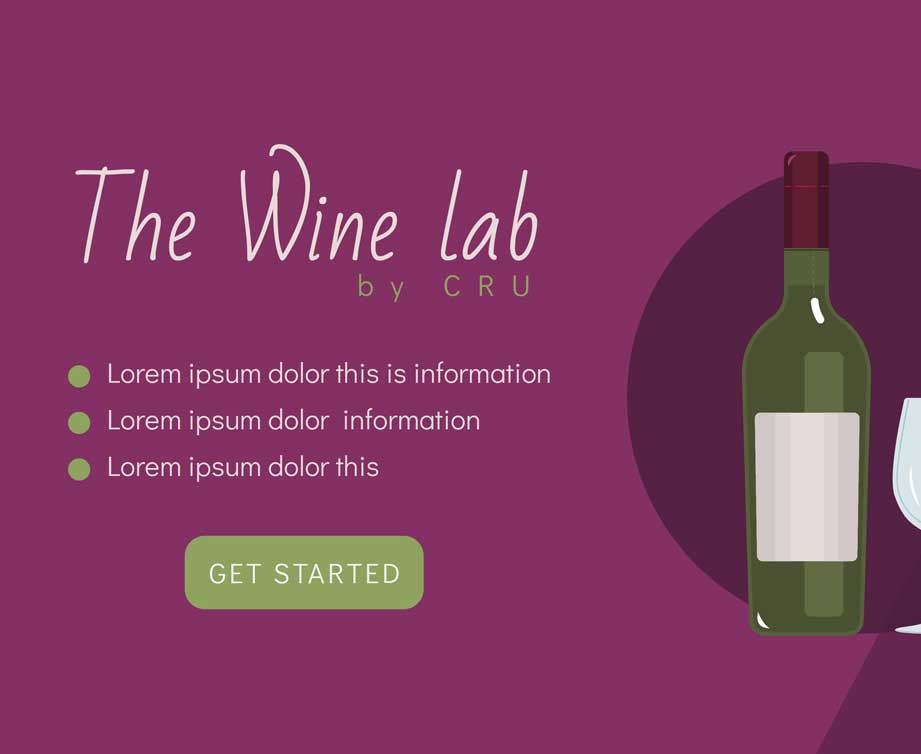 The Wine lab
by CRU
Lorem ipsum dolor this is information
Lorem ipsum dolor information
Lorem ipsum dolor this
GET STARTED